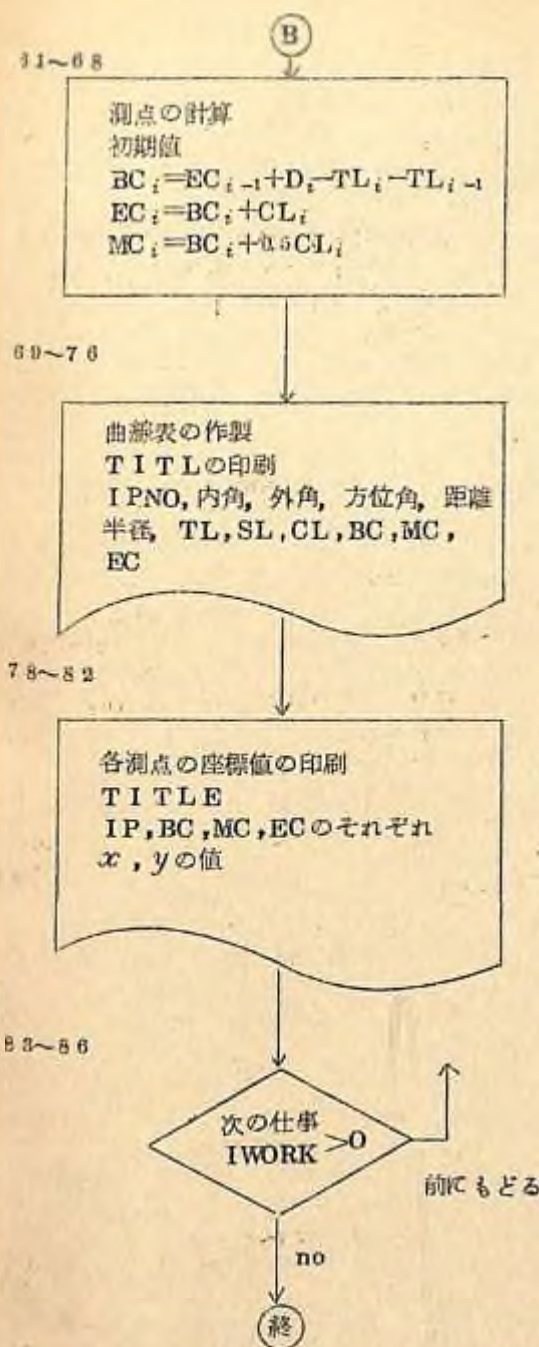 B
61~68
測点の計算
初期値
BCi=ECi-1+Di-TLi-TLi-1
ECi=BCi+CLi
MCi=BCi+0.5CLi
69~76
曲線表の作製
TITLの印刷
IPNO, 内角, 外角, 方位角, 距離
半径, TL, SL, CL, BC, MC,
EC
78~82
各測点の座標値の印刷
TITLE
IP, BC, MC, ECのそれぞれ
x, yの値
83~86
次の仕事
IWORK>0
前にもどる
no
終